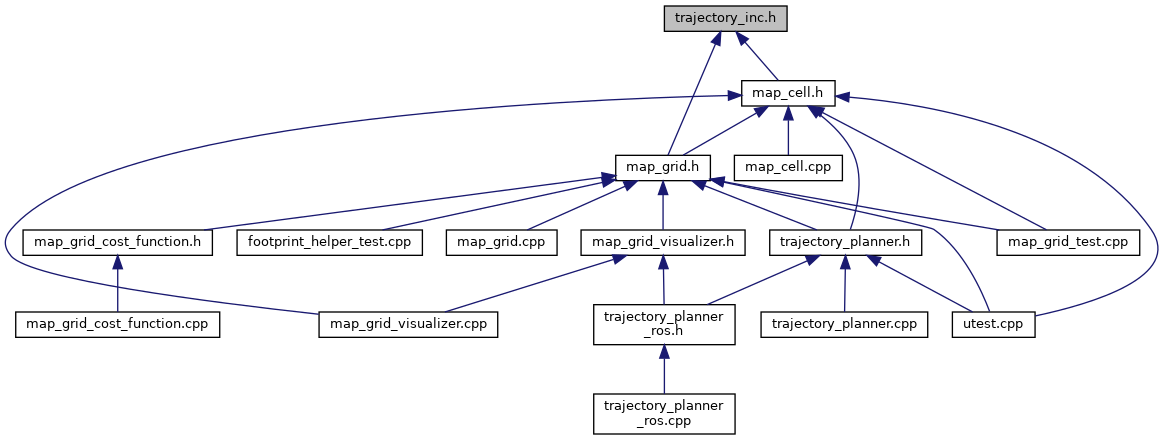 trajectory_inc.h
map_cell.h
map_grid.h
map_cell.cpp
map_grid_cost_function.h
footprint_helper_test.cpp
map_grid.cpp
map_grid_visualizer.h
trajectory_planner.h
map_grid_test.cpp
map_grid_cost_function.cpp
map_grid_visualizer.cpp
trajectory_planner
_ros.h
trajectory_planner.cpp
utest.cpp
trajectory_planner
_ros.cpp